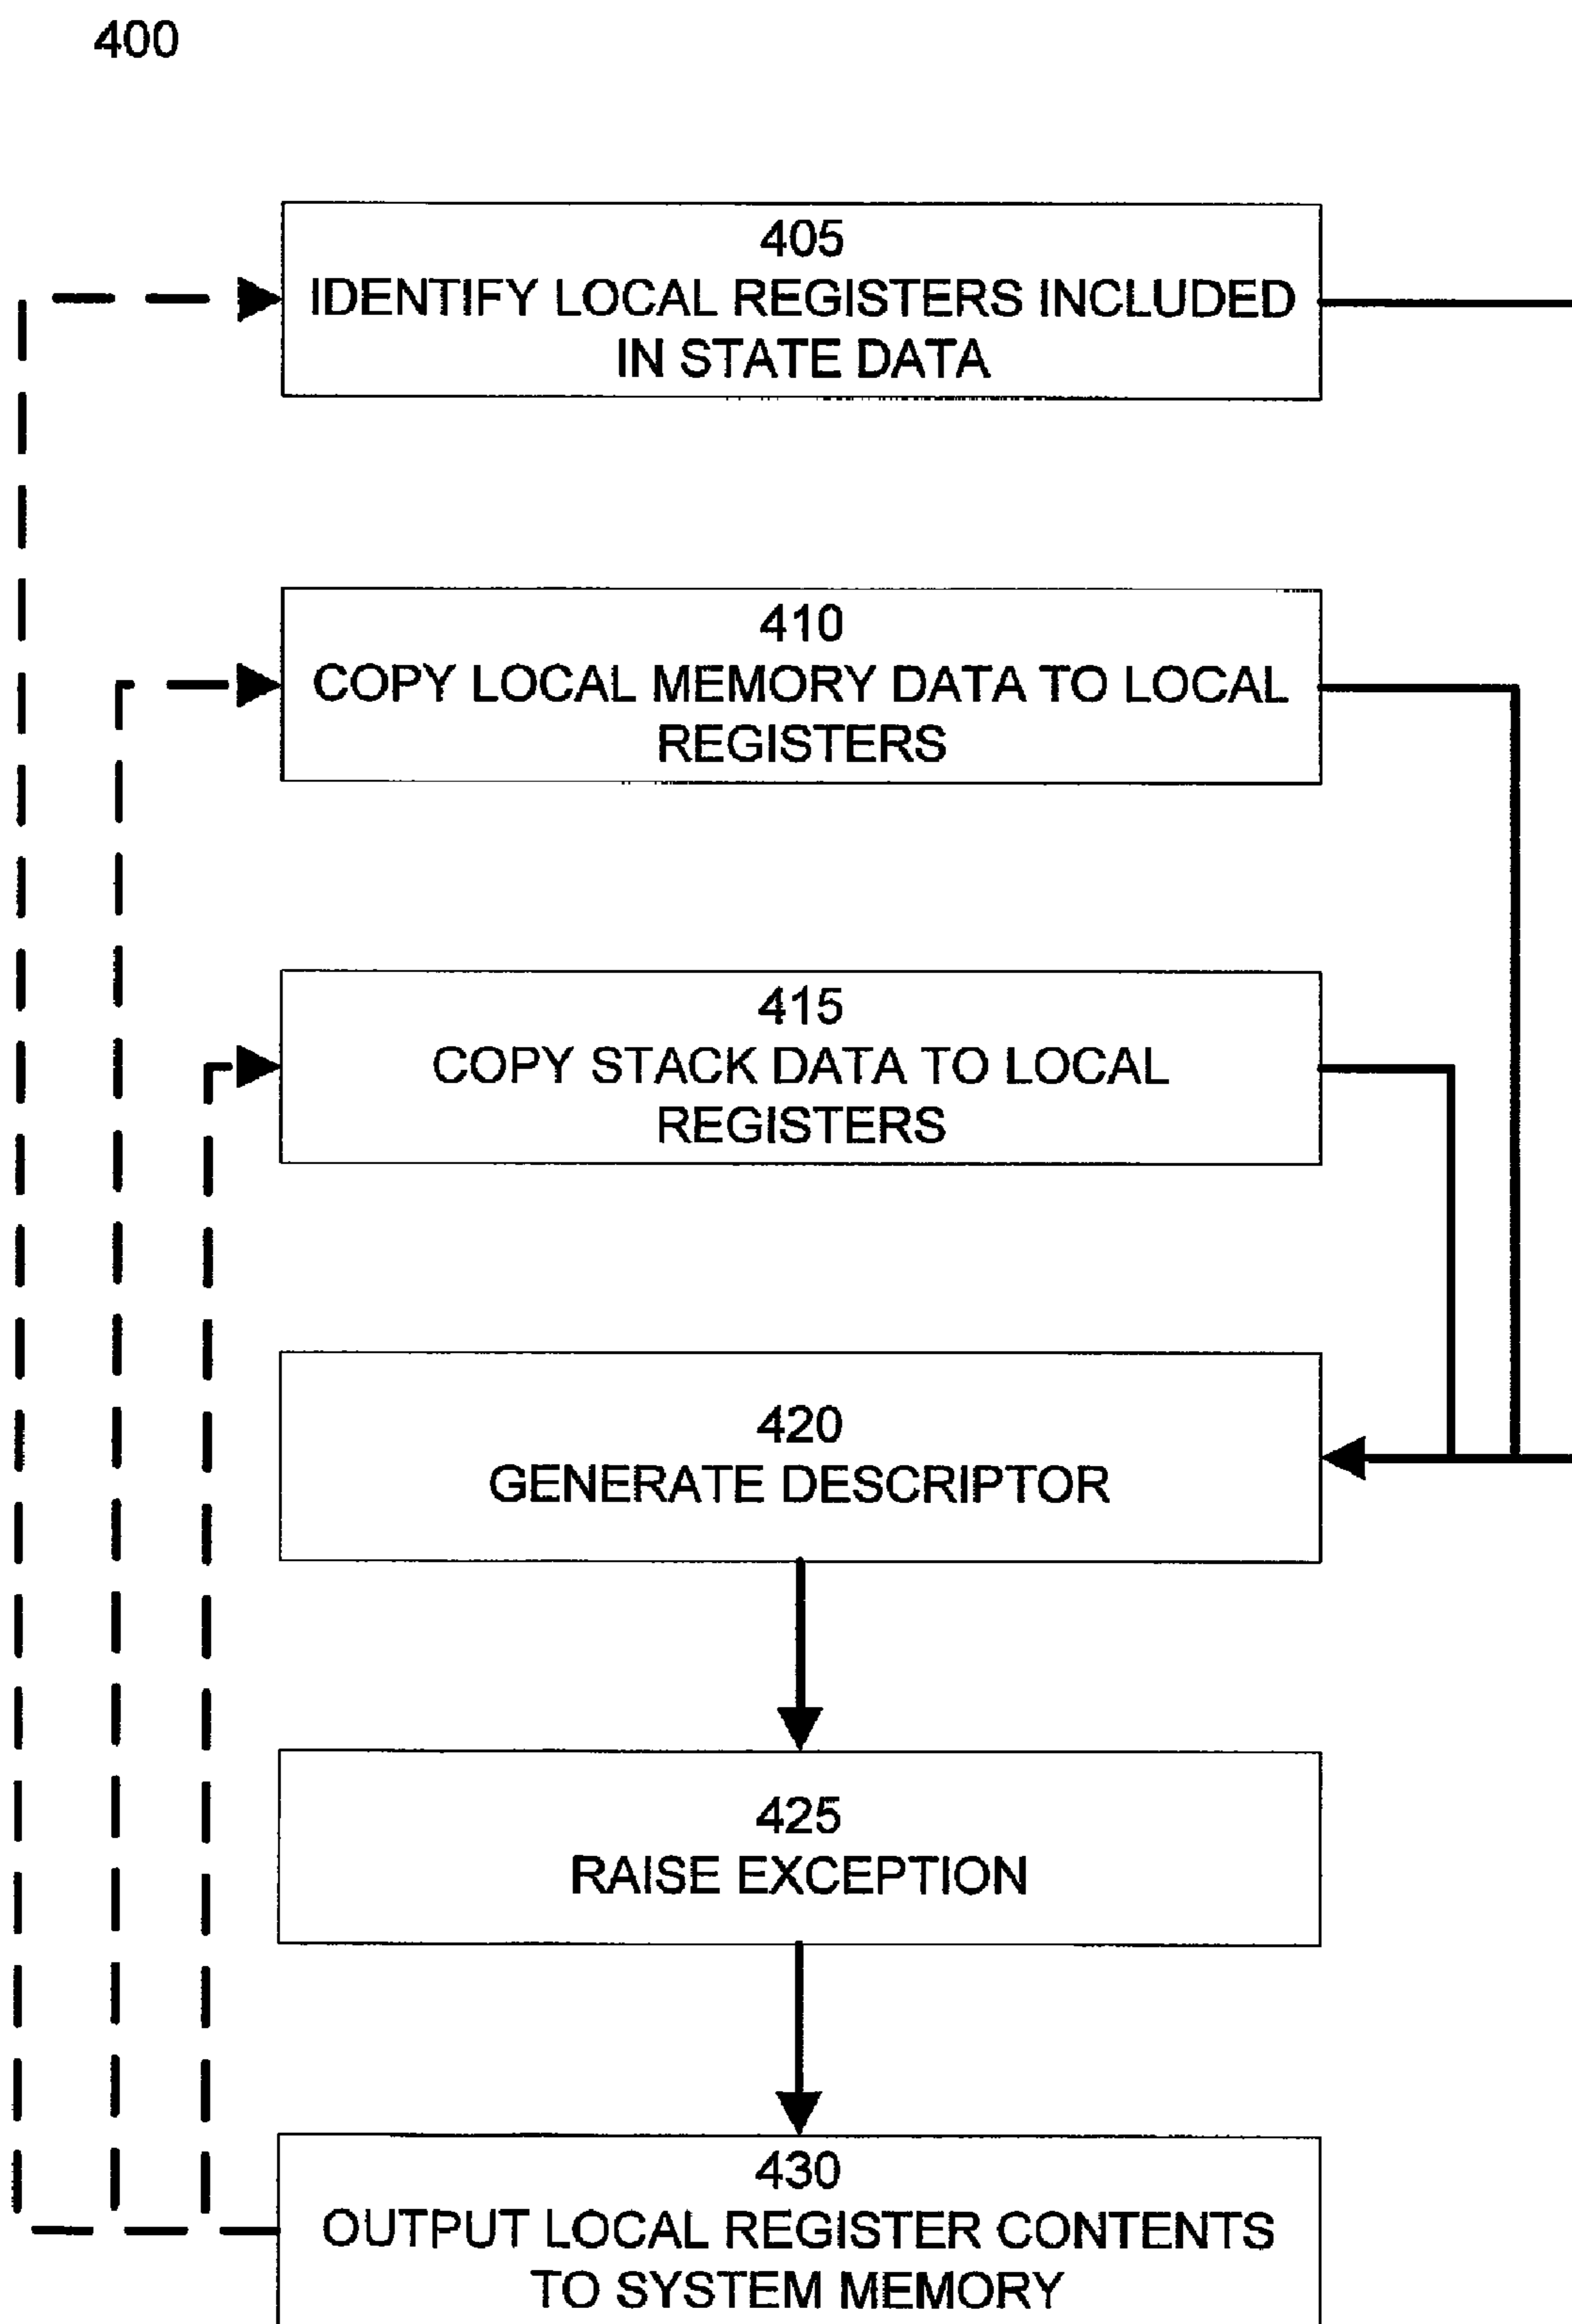 400
405
IDENTIFY LOCAL REGISTERS INCLUDED
IN STATE DATA
410
COPY LOCAL MEMORY DATA TO LOCAL
REGISTERS
415
COPY STACK DATA TO LOCAL
REGISTERS
420
GENERATE DESCRIPTOR
425
RAISE EXCEPTION
430
OUTPUT LOCAL REGISTER CONTENTS
TO SYSTEM MEMORY